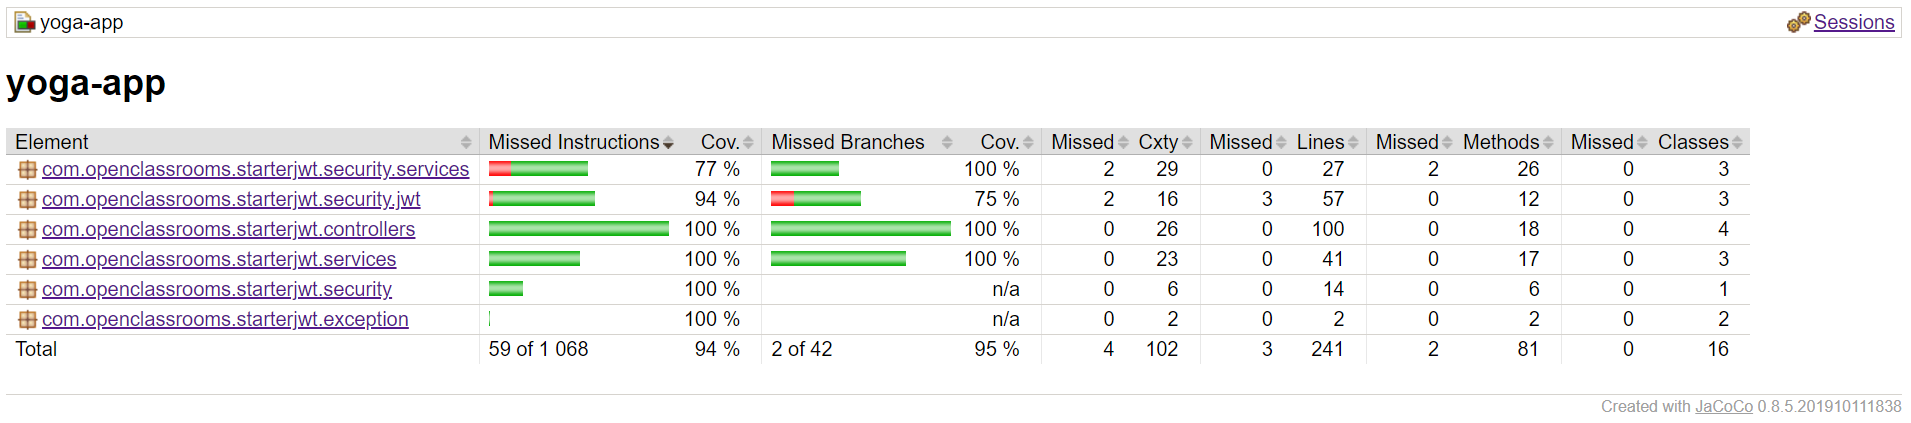 yoga-app Sessions
yoga-app
Element Missed Instructions Cov. Missed Branches Cov. Missed Cxty Missed Lines Missed Methods Missed Classes
com.openclassrooms.starterjwt.security.services 77 % 100 % 2 29 0 27 2 26 0 3
com.openclassrooms.starterjwt.security.jwt 94 % 75 % 2 16 3 57 0 12 0 3
com.openclassrooms.starterjwt.controllers 100 % 100 % 0 26 0 100 0 18 0 4
com.openclassrooms.starterjwt.services 100 % 100 % 0 23 0 41 0 17 0 3
com.openclassrooms.starterjwt.security 100 % n/a 0 6 0 14 0 6 0 1
com.openclassrooms.starterjwt.exception 100 % n/a 0 2 0 2 0 2 0 2
Total 59 of 1 068 94 % 2 of 42 95 % 4 102 3 241 2 81 0 16
Created with JaCoCo 0.8.5.201910111838